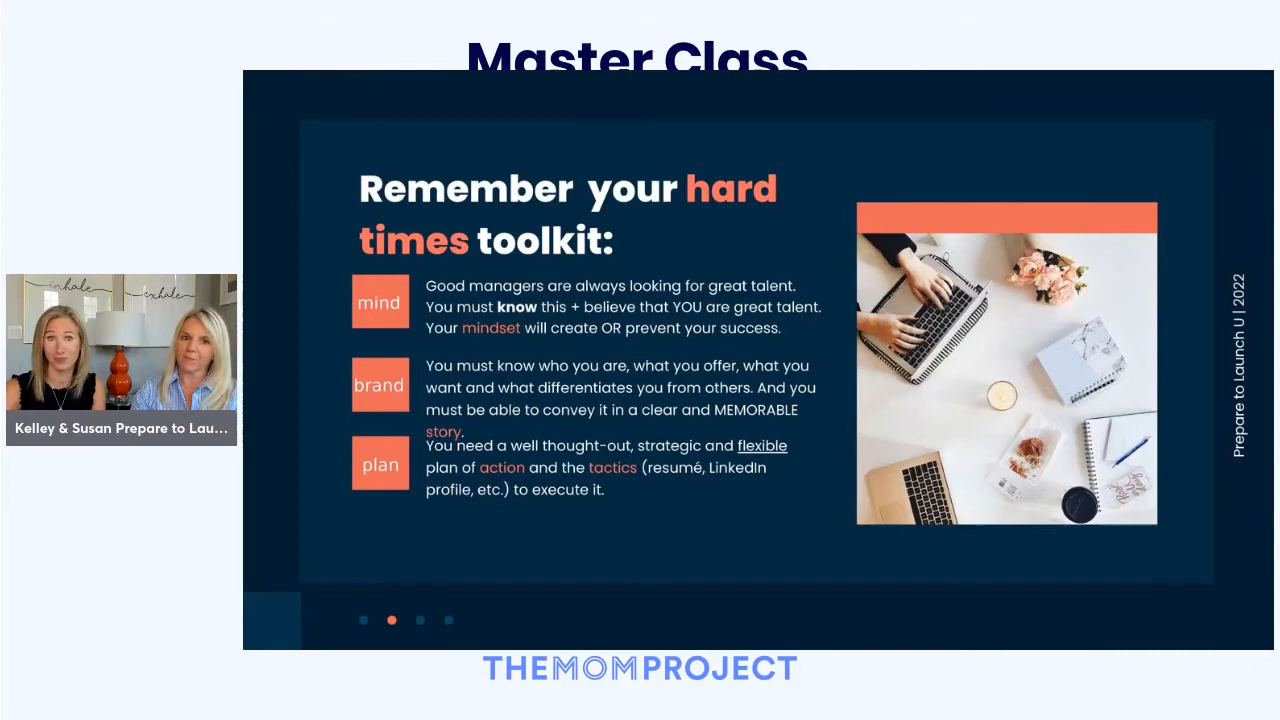 Master Class
Remember your hard
times toolkit:
mind
Good managers are always looking for great talent.
You must know this + believe that YOU are great talent.
Your mindset will create OR prevent your success.
brand
You must know who you are, what you offer, what you
want and what differentiates you from others. And you
must be able to convey it in a clear and MEMORABLE
story.
plan
You need a well thought-out, strategic and flexible
plan of action and the tactics (resumé, LinkedIn
profile, etc.) to execute it.
Prepare to Launch U | 2022
inhale
exhale
Kelley & Susan Prepare to Lau...
THEMOMPROJECT